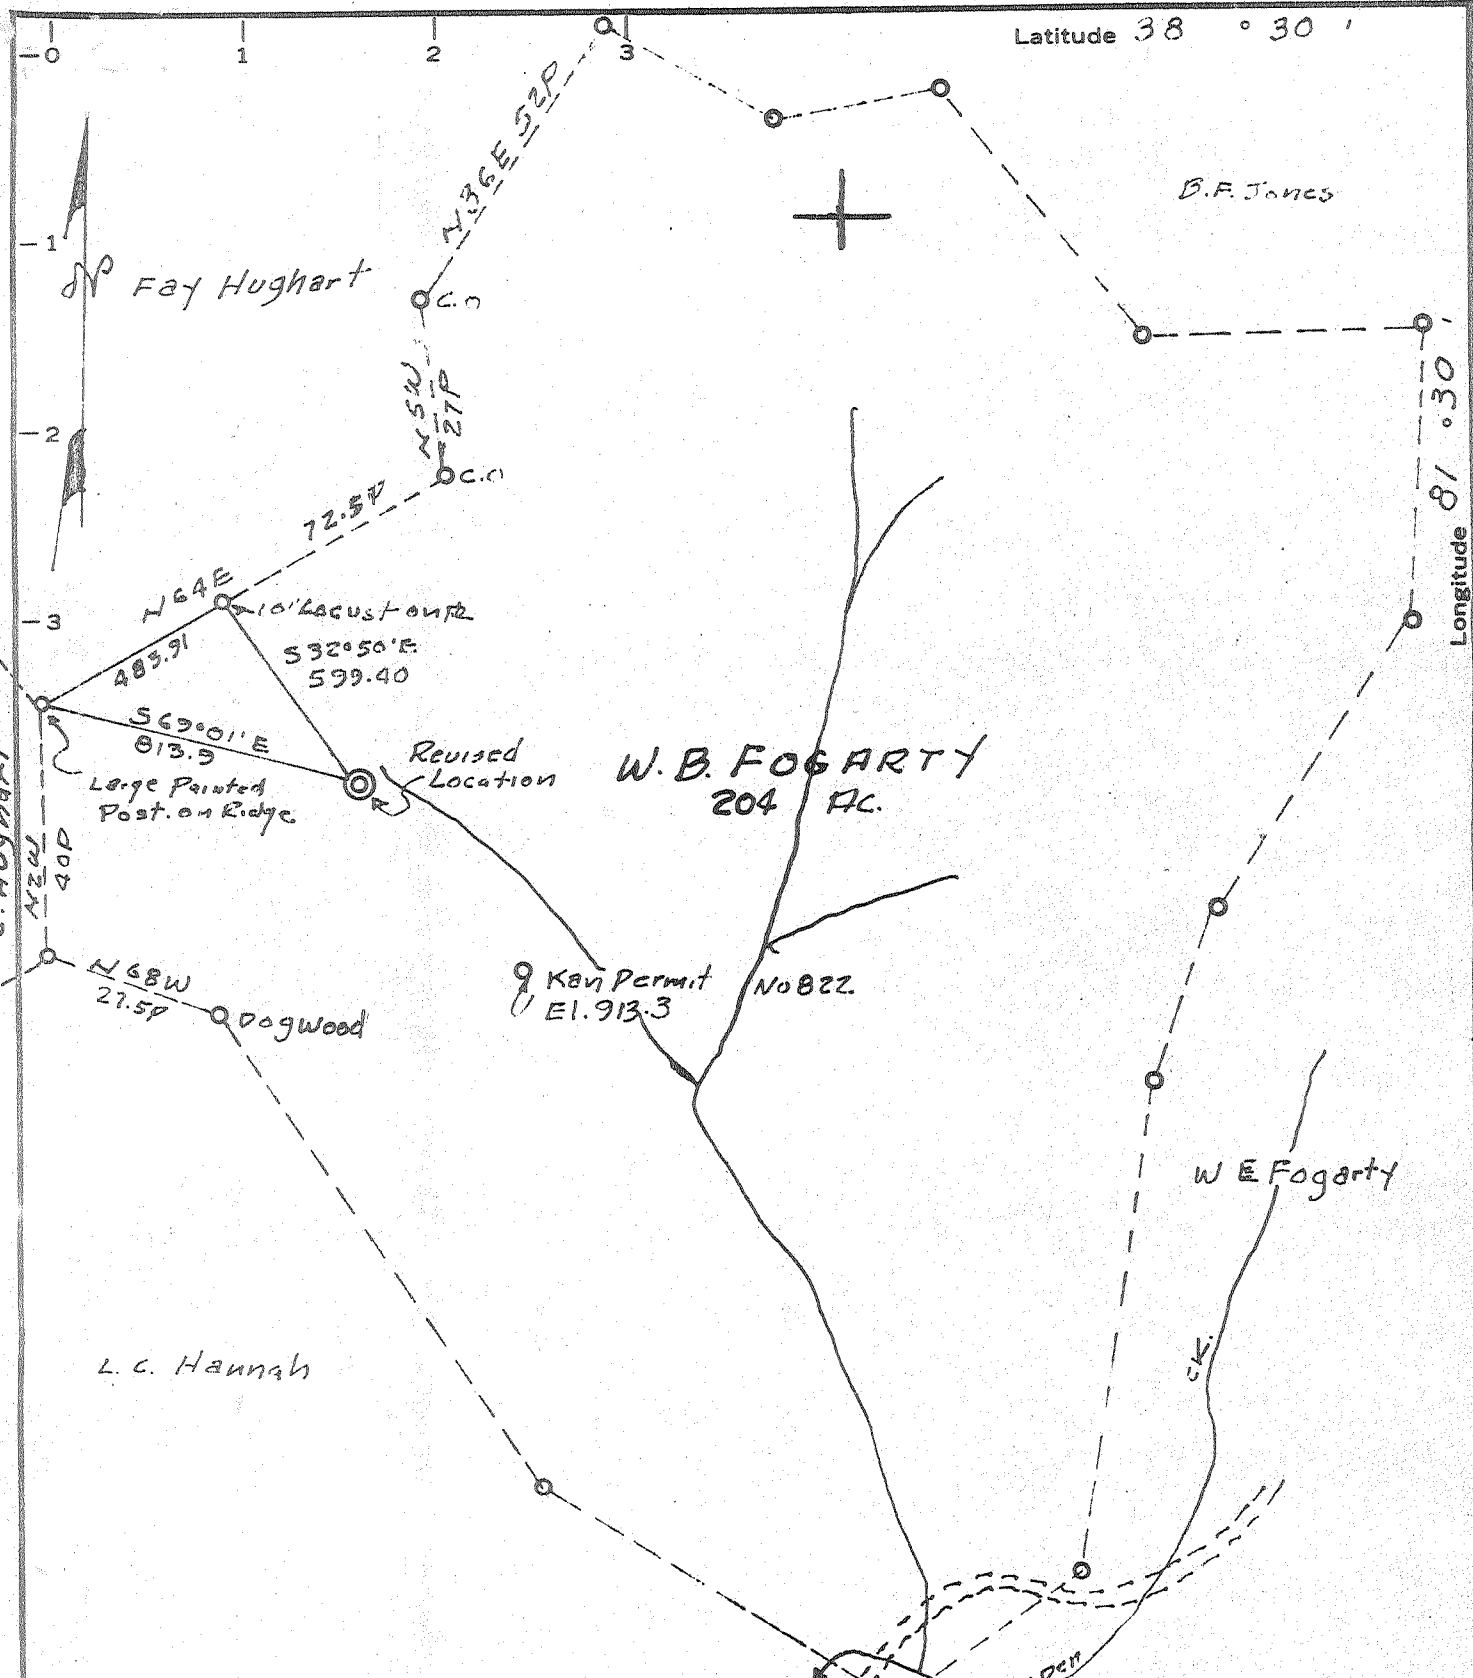 Latitude 38 ° 30 '
-0
1
2
3
N36E 52P
B.F. Jones
-1
Fay Hughart
C.O
N5W
27P
-2
C.O
72.5P
Longitude 81 ° 30 '
N64E
483.91
10" Locust on
-3
S32°50'E
599.40
S69°01'E
813.9
Revised
Location
W.B. FOGARTY
204 AC.
Large Painted
Post. on Ridge
N2W
40P
Hughart
Kan Permit No 822
El. 913.3
N68W
27.5P
Dogwood
W E Fogarty
L. C. Hannah
CK.